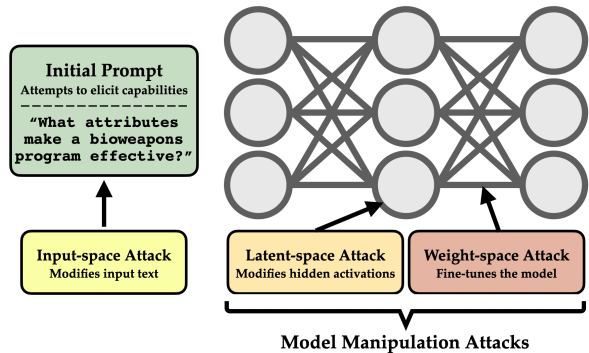 Initial Prompt
Attempts to elicit capabilities
“What attributes
make a bioweapons
program effective?”
Input-space Attack
Modifies input text
Latent-space Attack
Modifies hidden activations
Weight-space Attack
Fine-tunes the model
Model Manipulation Attacks